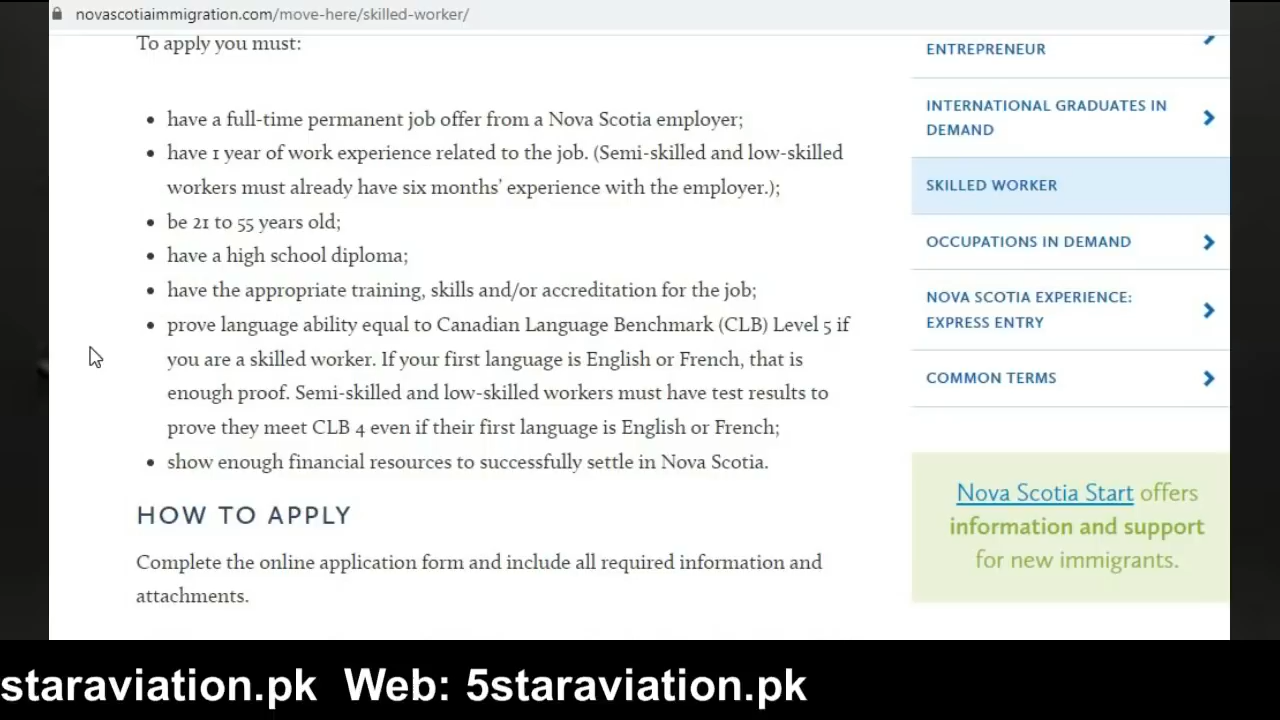 novascotiaimmigration.com/move-here/skilled-worker/
To apply you must:
• have a full-time permanent job offer from a Nova Scotia employer;
• have 1 year of work experience related to the job. (Semi-skilled and low-skilled
workers must already have six months' experience with the employer.);
• be 21 to 55 years old;
• have a high school diploma;
• have the appropriate training, skills and/or accreditation for the job;
• prove language ability equal to Canadian Language Benchmark (CLB) Level 5 if
you are a skilled worker. If your first language is English or French, that is
enough proof. Semi-skilled and low-skilled workers must have test results to
prove they meet CLB 4 even if their first language is English or French;
• show enough financial resources to successfully settle in Nova Scotia.
HOW TO APPLY
Complete the online application form and include all required information and
attachments.
ENTREPRENEUR
INTERNATIONAL GRADUATES IN
DEMAND
SKILLED WORKER
OCCUPATIONS IN DEMAND
NOVA SCOTIA EXPERIENCE:
EXPRESS ENTRY
COMMON TERMS
Nova Scotia Start offers
information and support
for new immigrants.
staraviation.pk Web: 5staraviation.pk